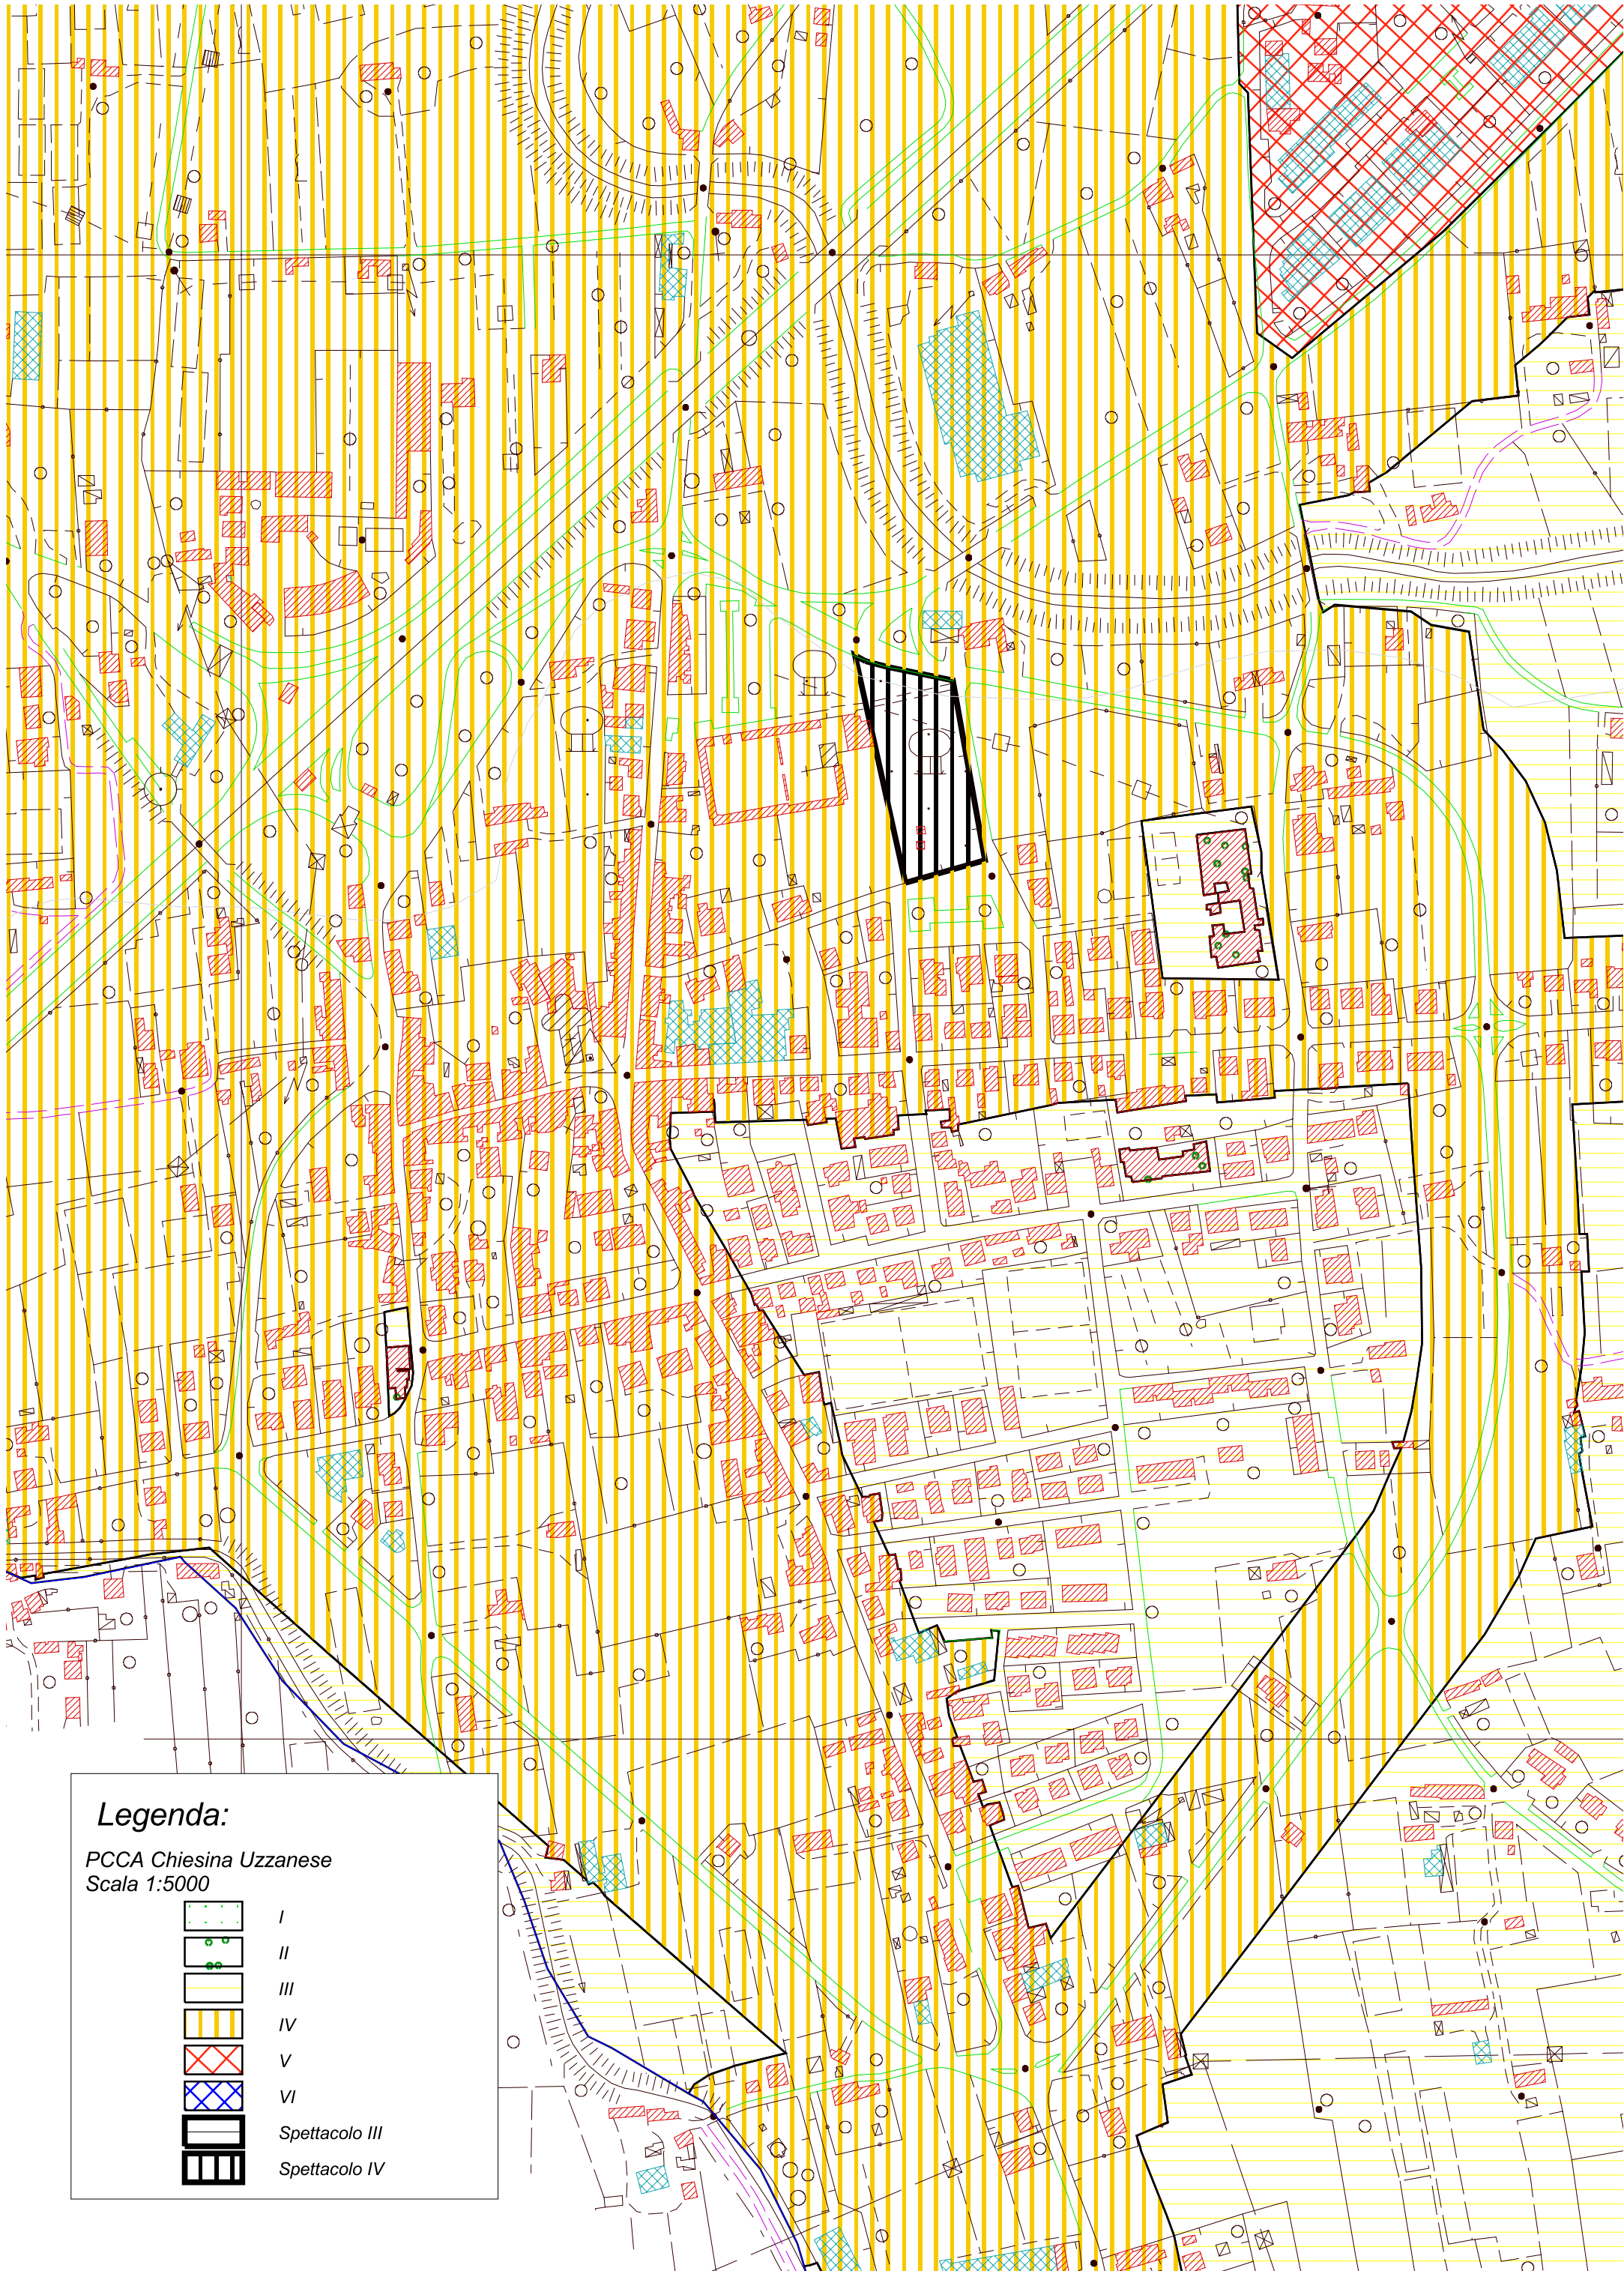 Legenda:
PCCA Chiesina Uzzanese
Scala 1:5000
I
II
III
IV
V
VI
Spettacolo III
Spettacolo IV